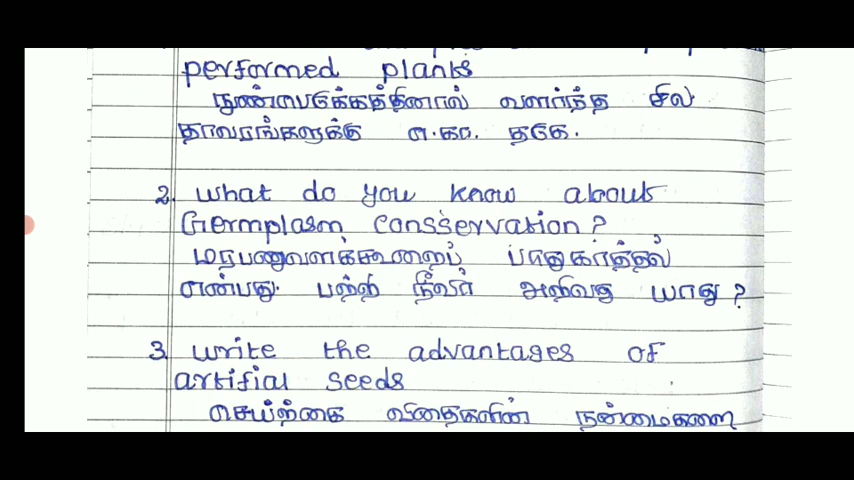 performed plants
நுண்பெருக்கத்தினால் வளர்ந்த சில
தாவரங்களுக்கு எ.கா. தருக.
2. What do you know about
Germplasm conservation?
மரபணுவளக்கூறைப் பாதுகாத்தல்
என்பது பற்றி நீவிர் அறிவது யாது?
3. Write the advantages of
artifial seeds
செயற்கை விதைகளின் நன்மைகளை